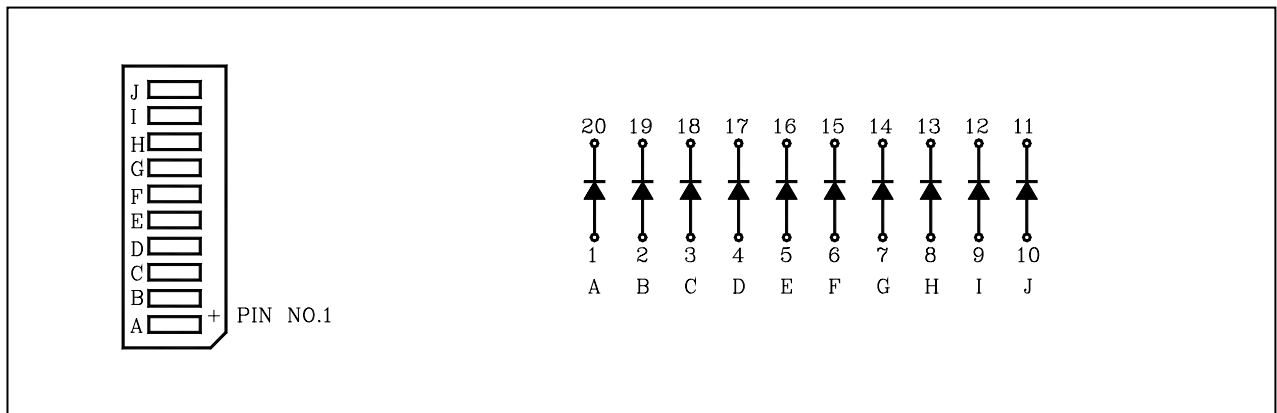 J
I
H
G
F
E
D
C
B
A
+ PIN NO.1
20 19 18 17 16 15 14 13 12 11
1 2 3 4 5 6 7 8 9 10
A B C D E F G H I J